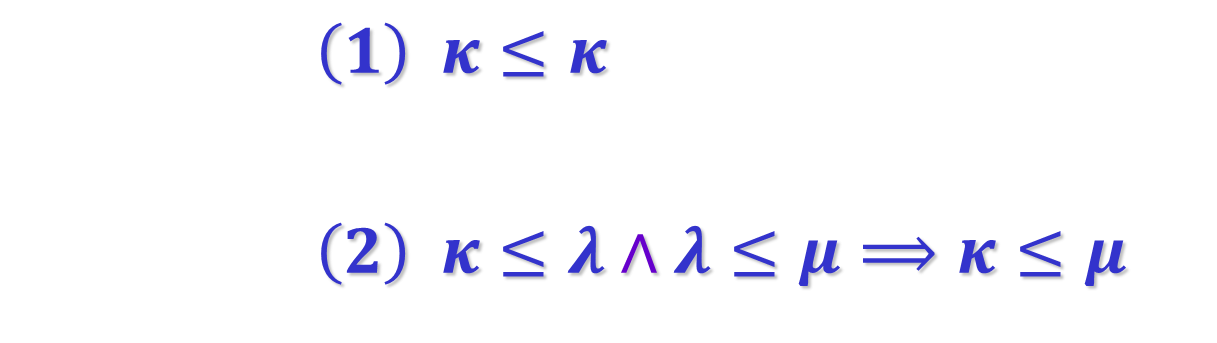 (1) κ ≤ κ
(2) κ ≤ λ ∧ λ ≤ μ ⟹ κ ≤ μ